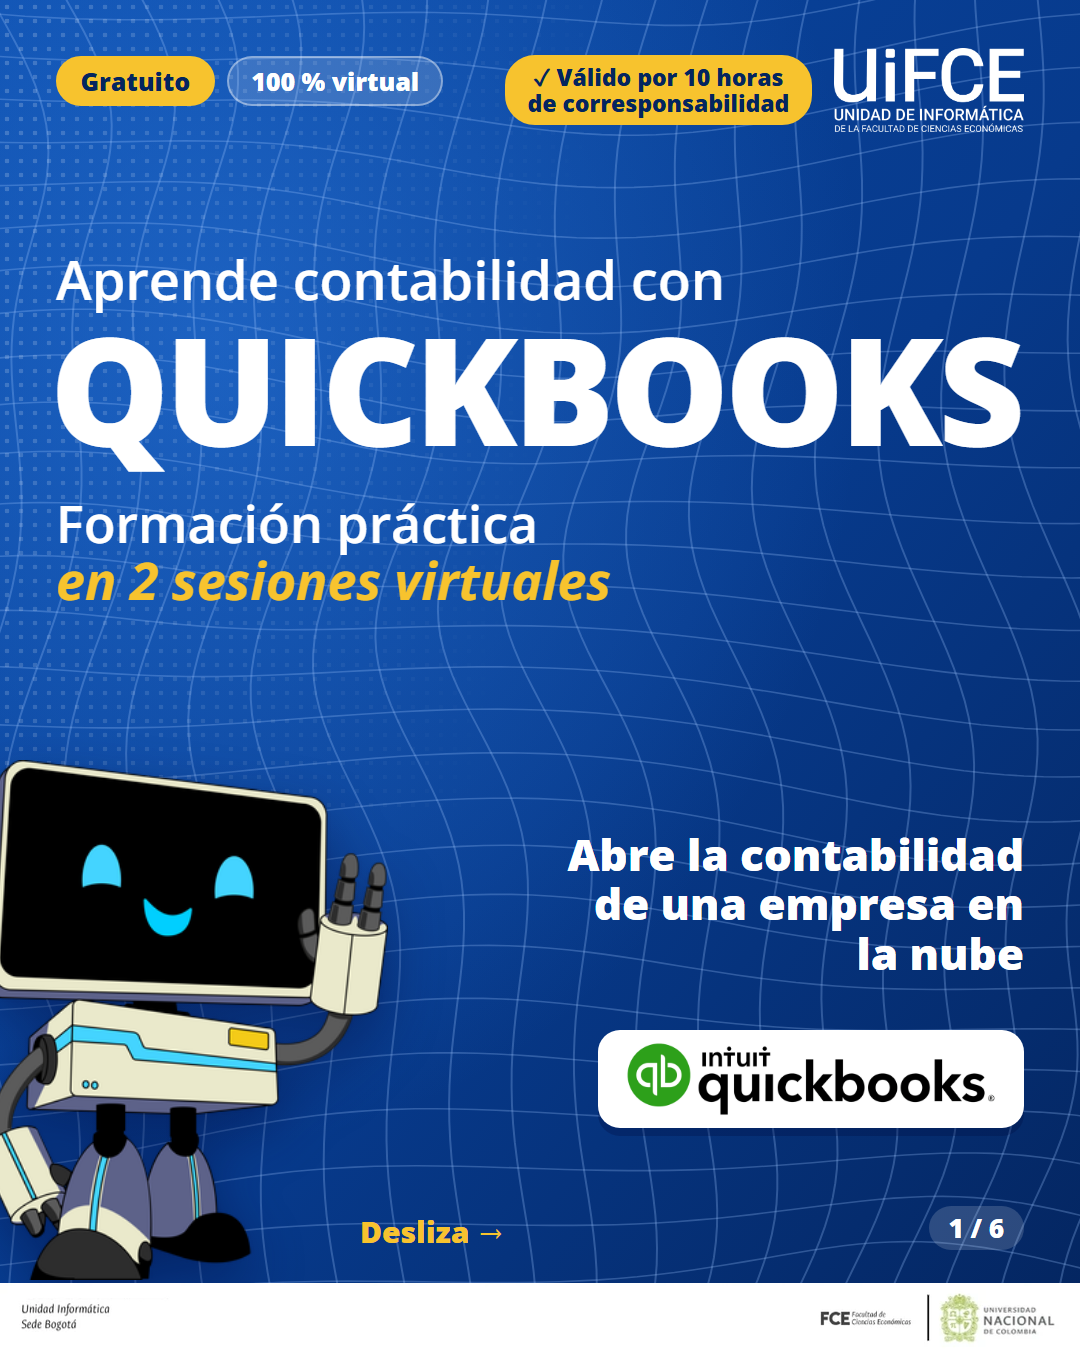 Gratuito
100 % virtual
✓ Válido por 10 horas
de corresponsabilidad
UiFCE
UNIDAD DE INFORMÁTICA
DE LA FACULTAD DE CIENCIAS ECONÓMICAS
Aprende contabilidad con
QUICKBOOKS
Formación práctica
en 2 sesiones virtuales
Abre la contabilidad
de una empresa en
la nube
qb
intuit
quickbooks®
Desliza →
1 / 6
Unidad Informática
Sede Bogotá
FCE Facultad de
Ciencias Económicas
UNIVERSIDAD
NACIONAL
DE COLOMBIA